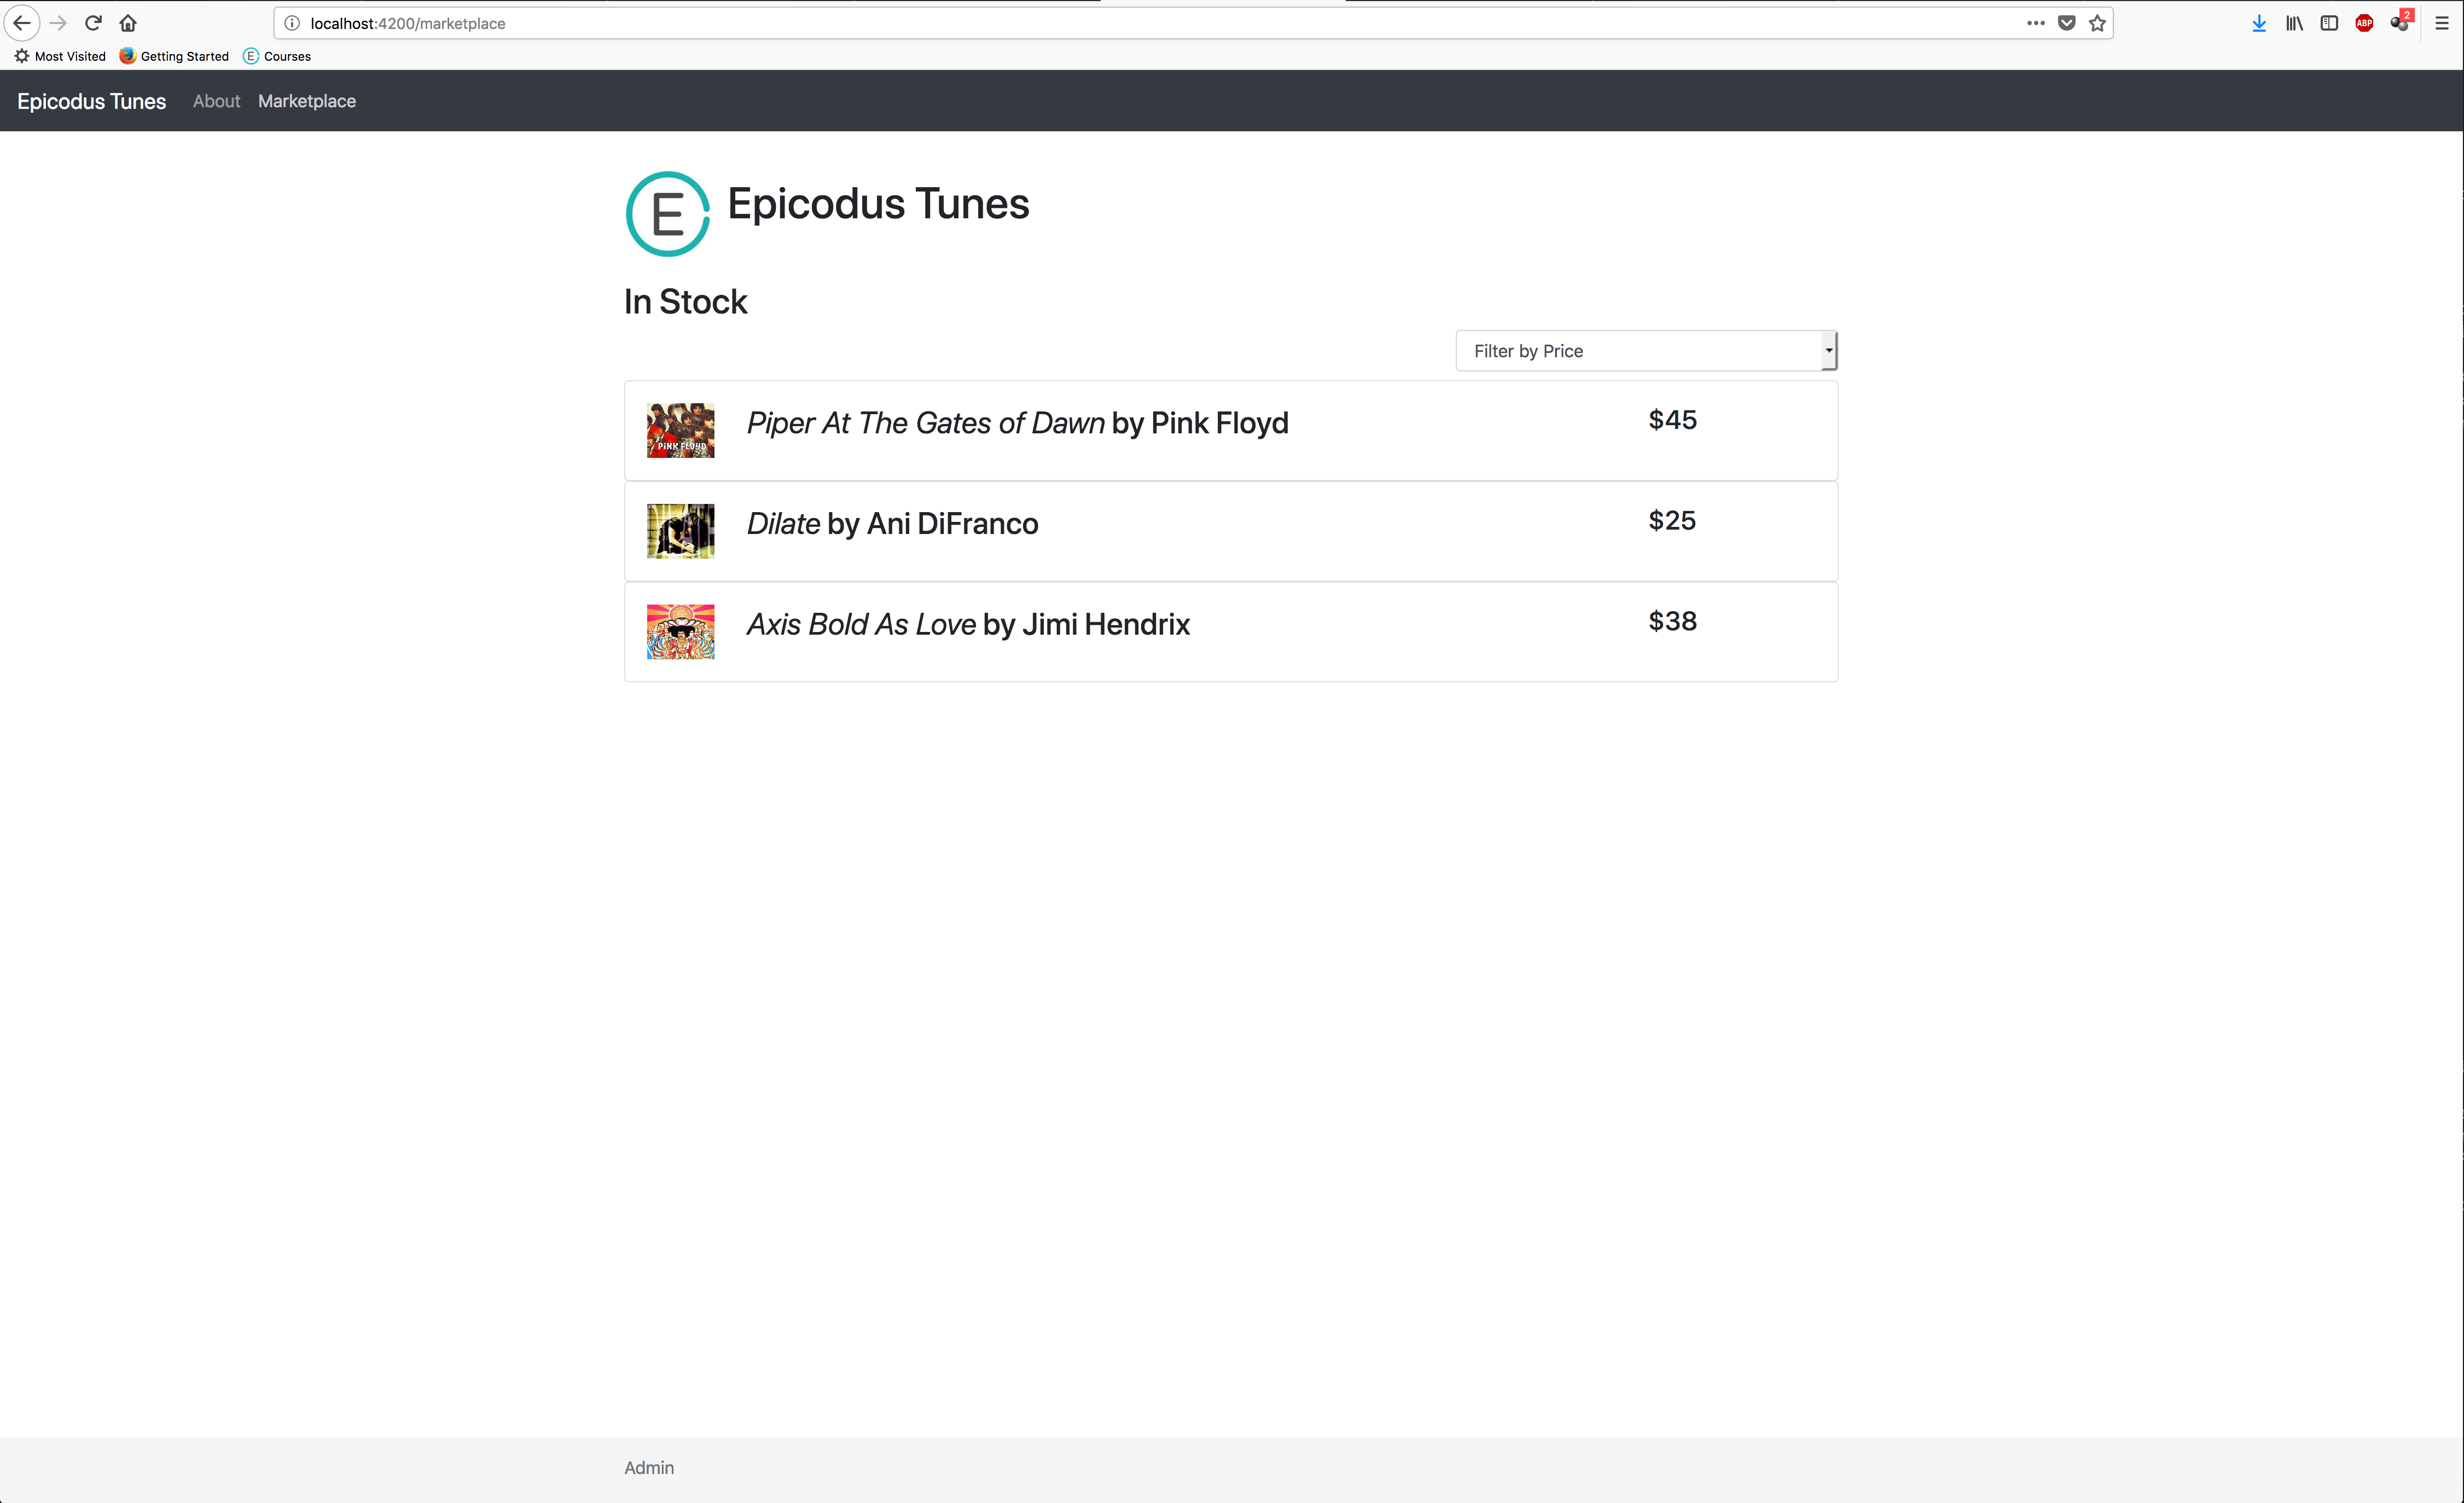 localhost:4200/marketplace
2
ABP
Most Visited
Getting Started
E Courses
Epicodus Tunes About Marketplace
E Epicodus Tunes
In Stock
Filter by Price
PINK FLOYD
Piper At The Gates of Dawn by Pink Floyd $45
Dilate by Ani DiFranco $25
Axis Bold As Love by Jimi Hendrix $38
Admin